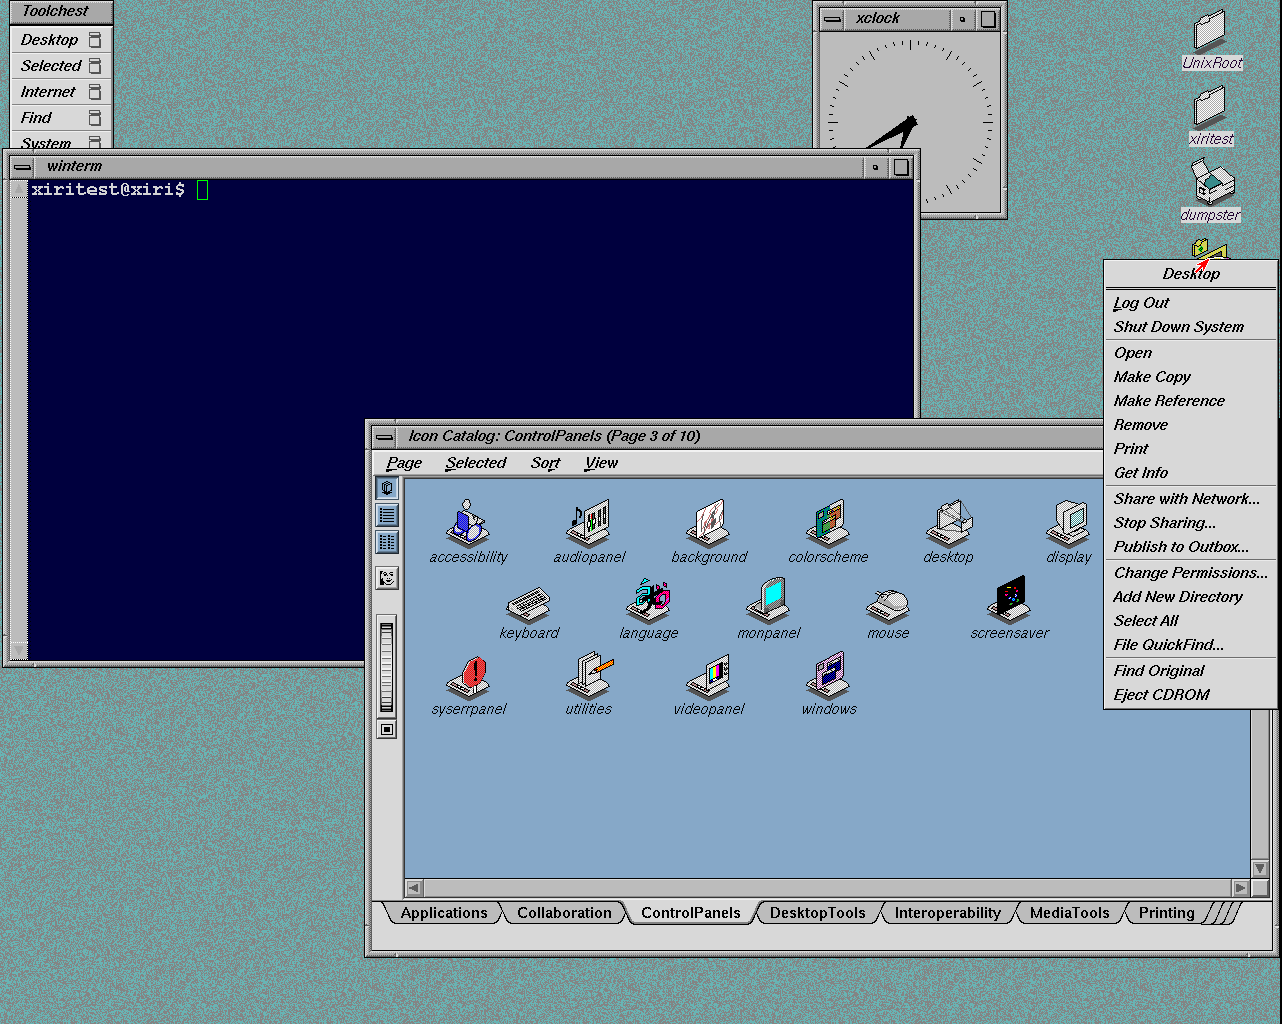 Toolchest
Desktop
Selected
Internet
Find
System
xclock
UnixRoot
xiritest
dumpster
winterm
xiritest@xiri$
Desktop
Log Out
Shut Down System
Open
Make Copy
Make Reference
Remove
Print
Get Info
Share with Network...
Stop Sharing...
Publish to Outbox...
Change Permissions...
Add New Directory
Select All
File QuickFind...
Find Original
Eject CDROM
Icon Catalog: ControlPanels (Page 3 of 10)
Page Selected Sort View
accessibility audiopanel background colorscheme desktop display
keyboard language monpanel mouse screensaver
syserrpanel utilities videopanel windows
Applications Collaboration ControlPanels DesktopTools Interoperability MediaTools Printing